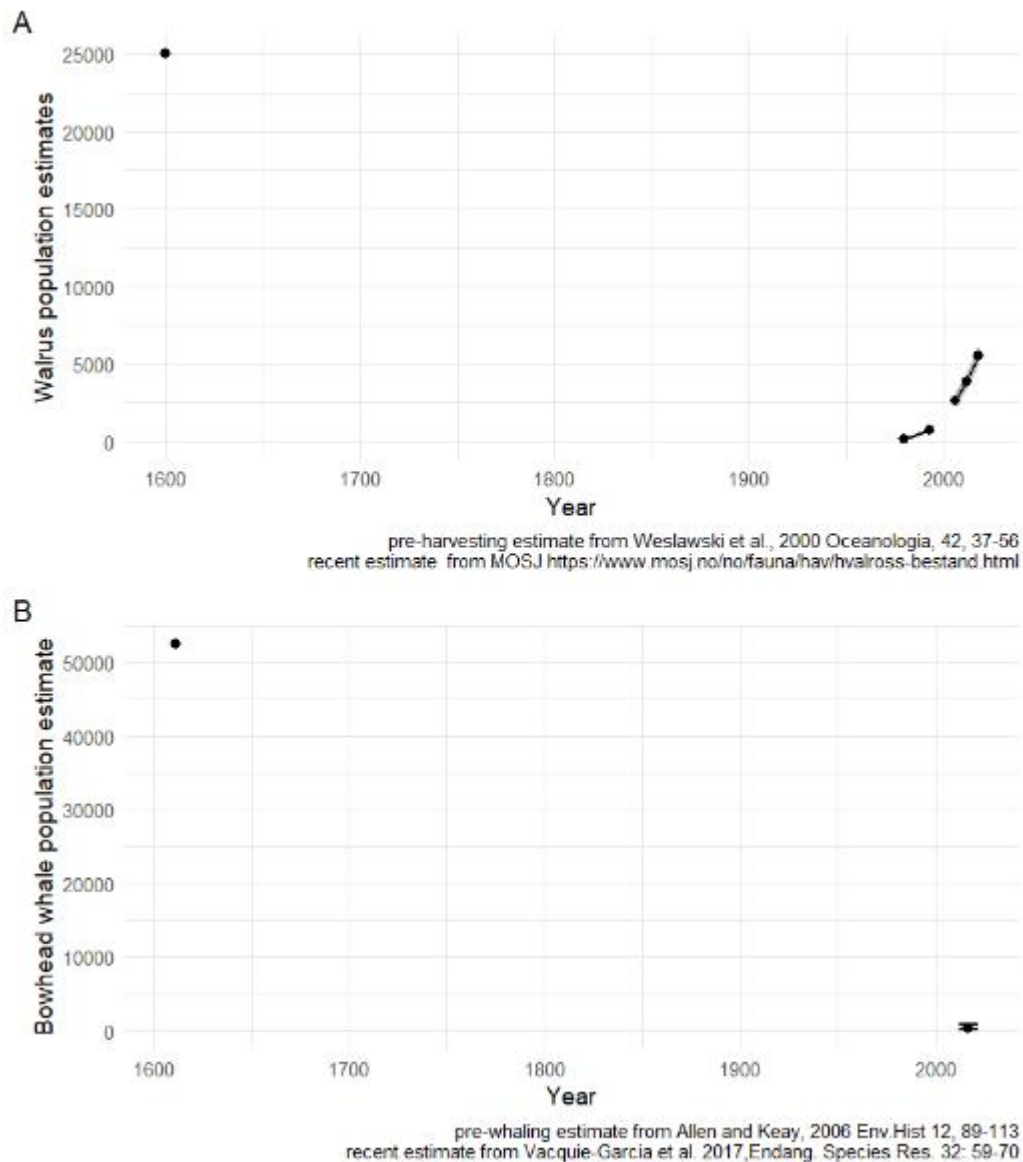 A
Walrus population estimates
25000
20000
15000
10000
5000
0
1600 1700 1800 1900 2000
Year
pre-harvesting estimate from Weslawski et al., 2000 Oceanologia, 42, 37-56
recent estimate from MOSJ https://www.mosj.no/no/fauna/hav/hvalross-bestand.html
B
Bowhead whale population estimate
50000
40000
30000
20000
10000
0
1600 1700 1800 1900 2000
Year
pre-whaling estimate from Allen and Keay, 2006 Env.Hist 12, 89-113
recent estimate from Vacquie-Garcia et al. 2017,Endang. Species Res. 32: 59-70